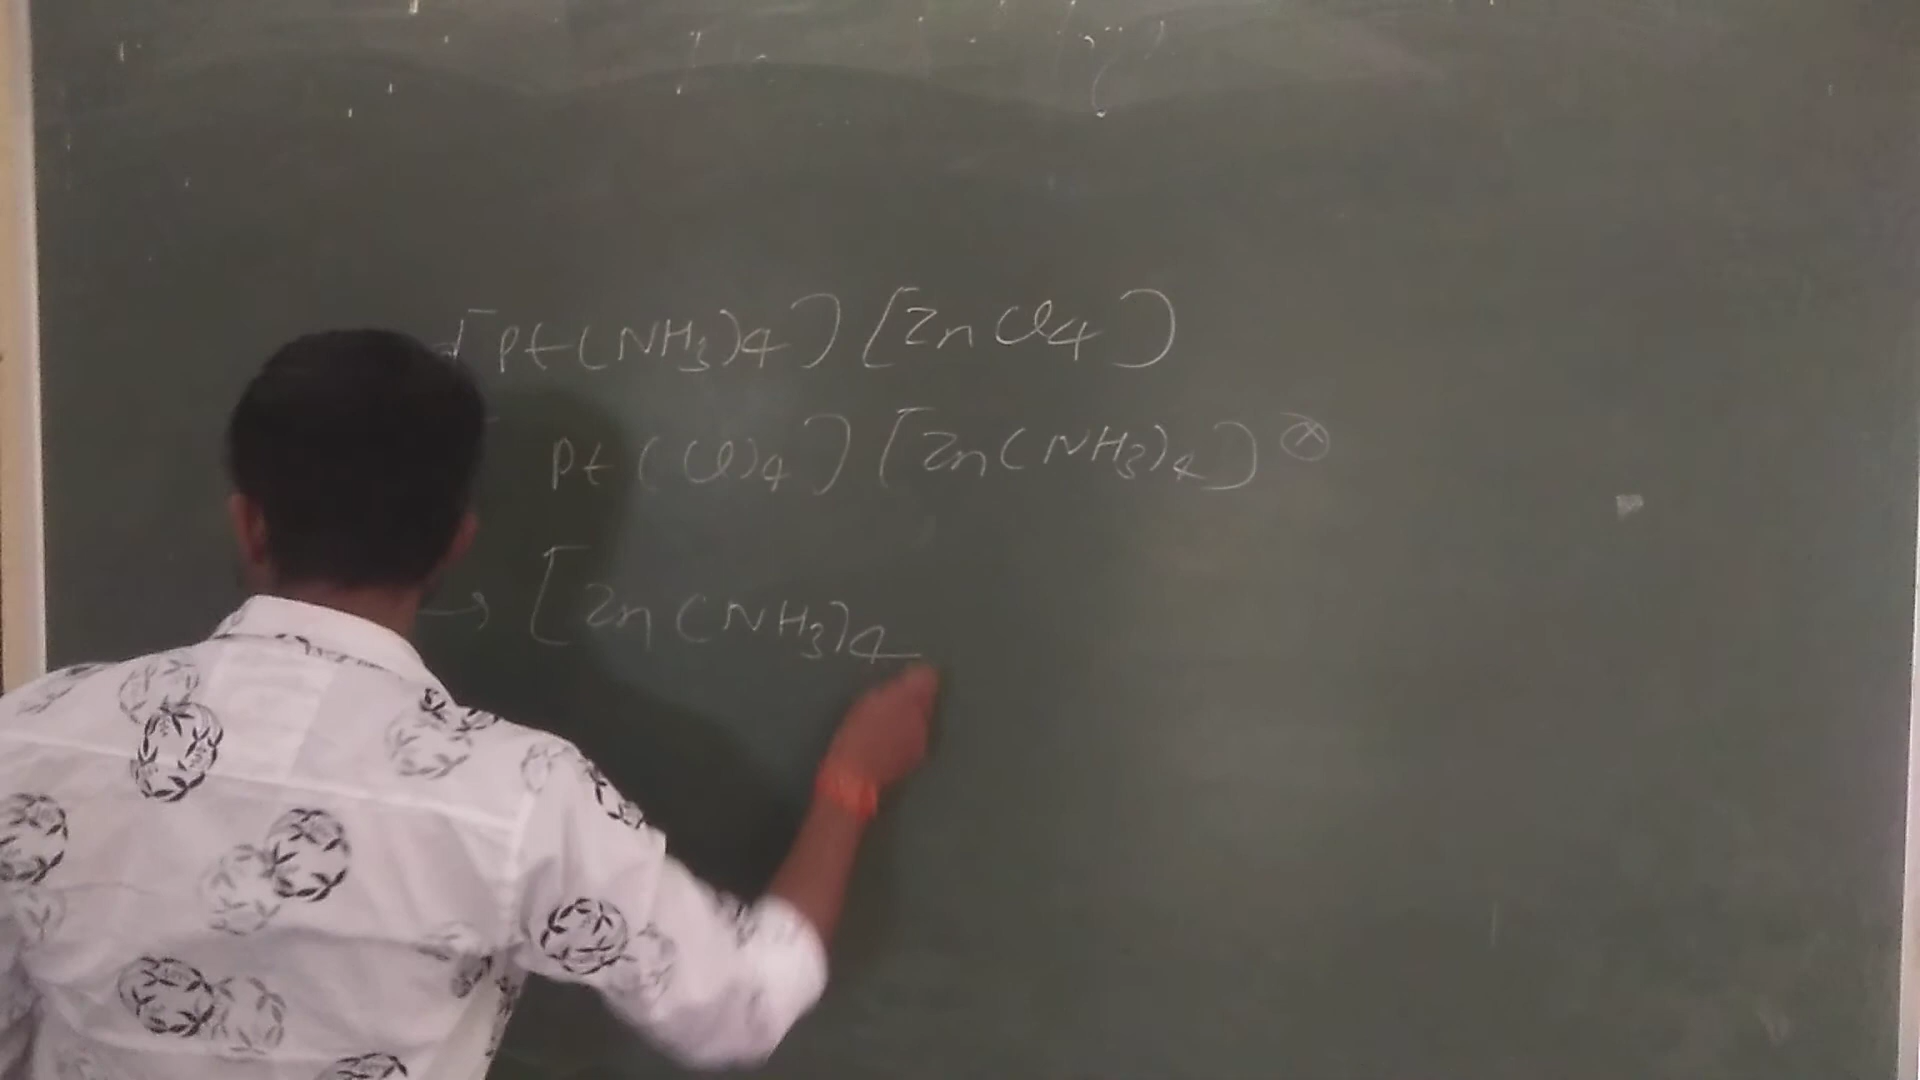 [Pt(NH3)4] [ZnCl4]
Pt(Cl)4] [Zn(NH3)4] ⊗
→ [Zn(NH3)4